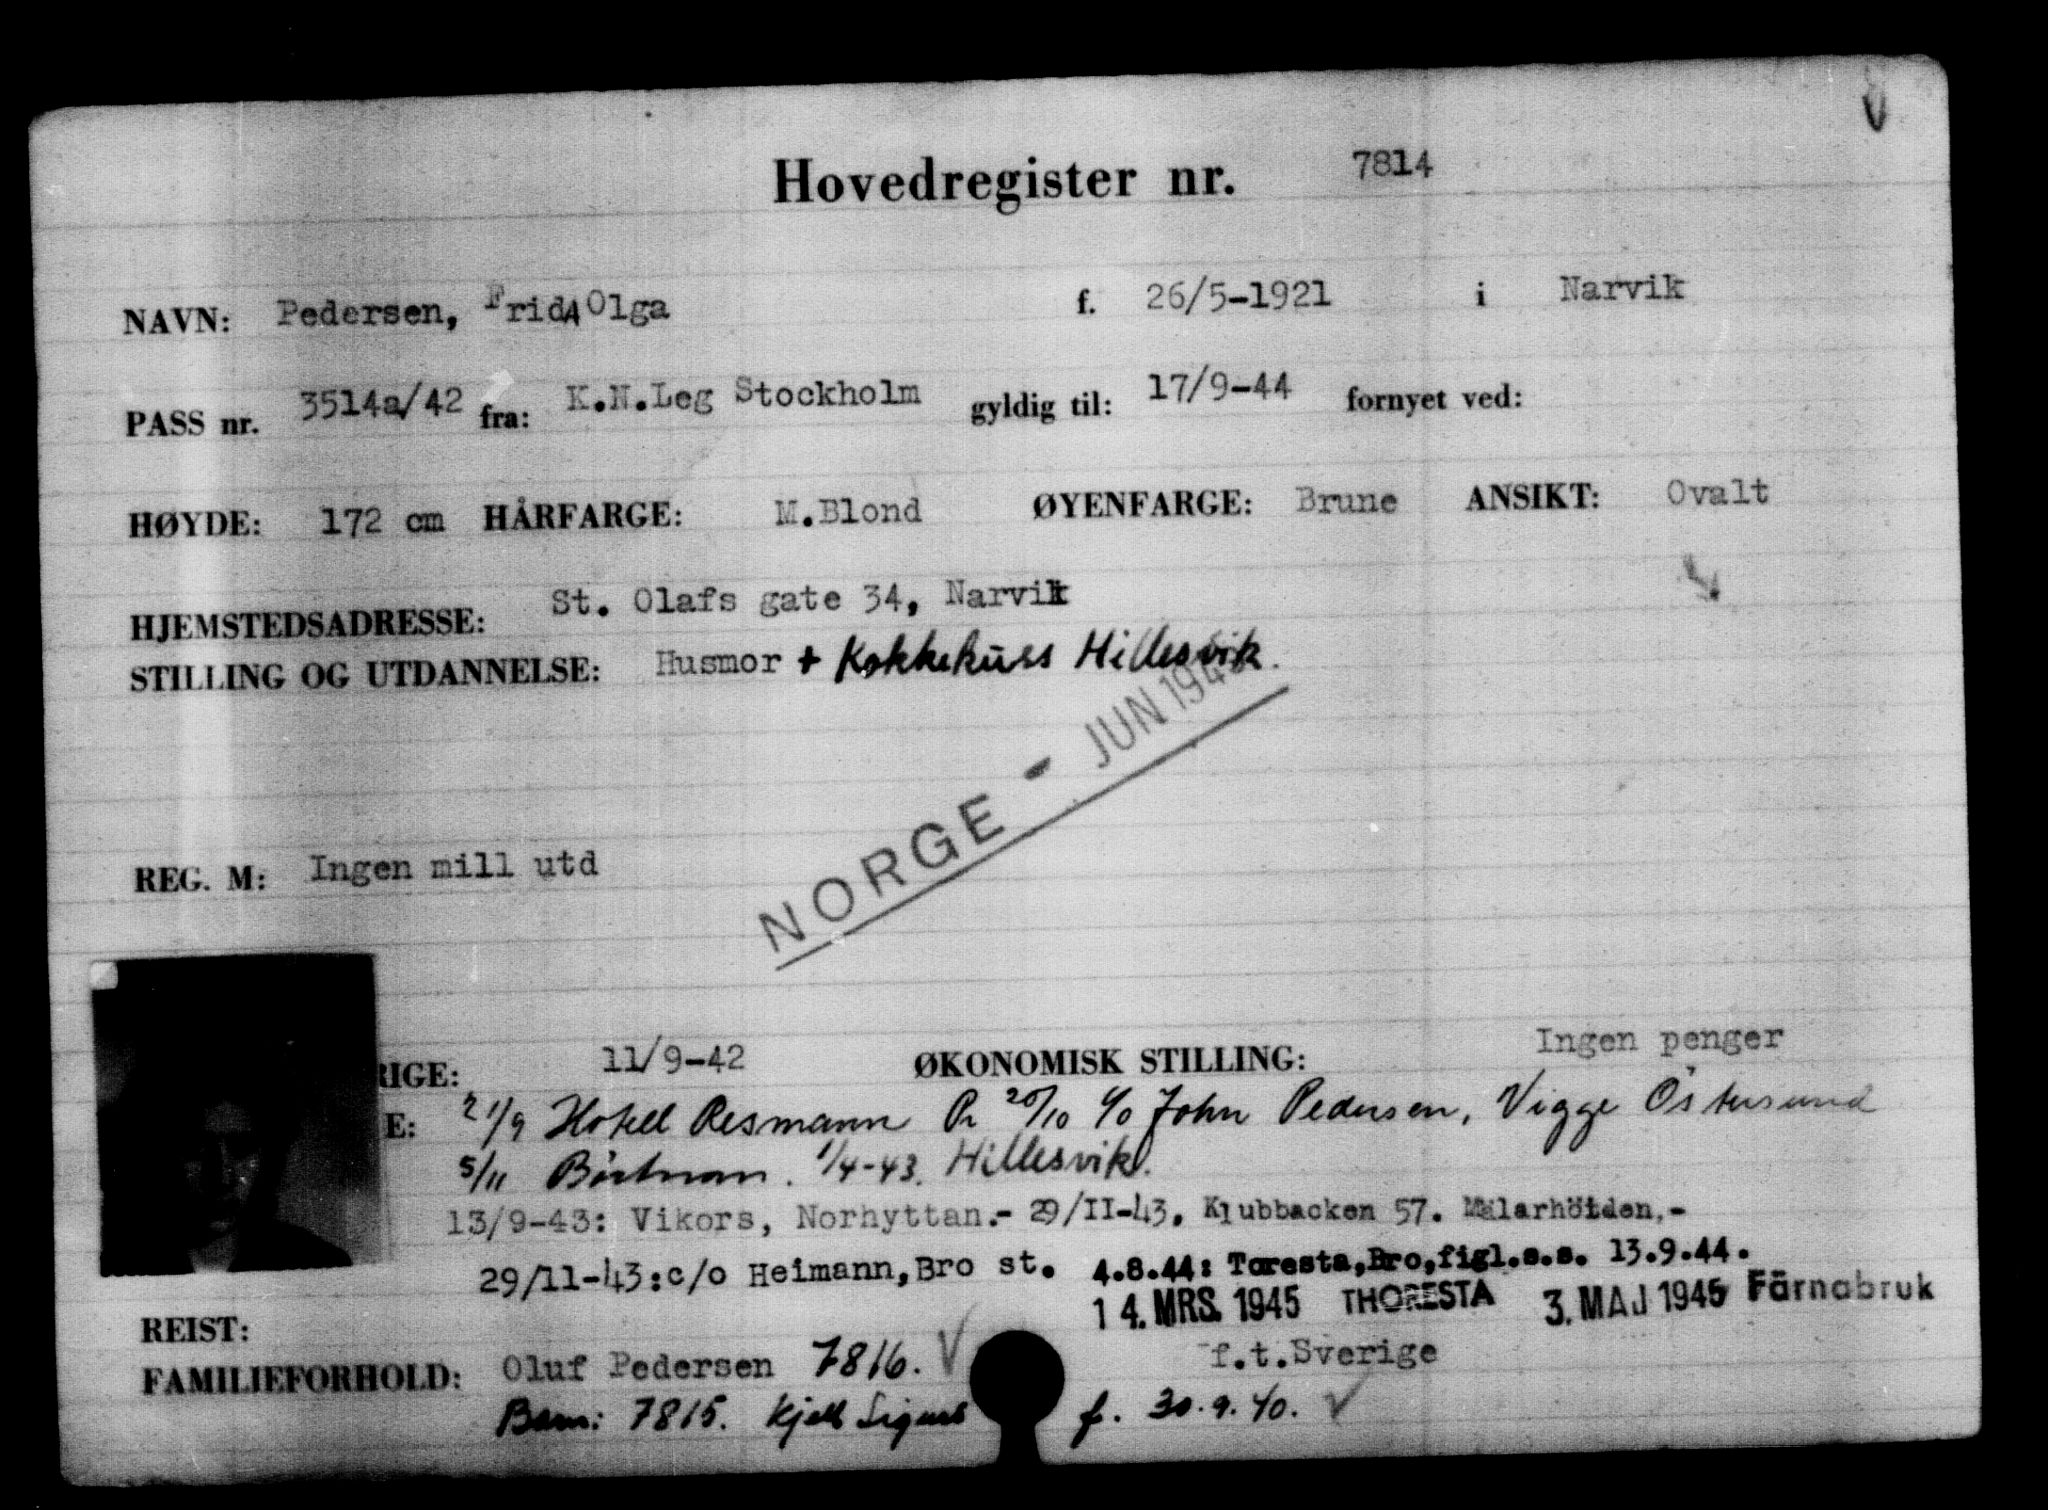 Hovedregister nr. 7814
NAVN: Pedersen, FridA Olga f. 26/5-1921 i Narvik
PASS nr. 3514a/42 fra: K.N.Leg Stockholm gyldig til: 17/9-44 fornyet ved:
HØYDE: 172 cm HÅRFARGE: M.Blond ØYENFARGE: Brune ANSIKT: Ovalt
HJEMSTEDSADRESSE: St. Olafs gate 34, Narvik
STILLING OG UTDANNELSE: Husmor + Kokkekurs Hillesvik.
NORGE - JUN 194
REG. M: Ingen mill utd
RIGE: 11/9-42 ØKONOMISK STILLING: Ingen penger
E: 21/9 Hotell Resmann 20/10 c/o John Pedersen, Vigge Östersund
5/11 1/4-43. Hillesvik.
13/9-43: Vikors, Norhyttan.- 29/II-43. Klubbacken 57. Mälarhöiden.-
29/11-43:c/o Heimann,Bro st. 4.8.44: Toresta,Bro,figl.s.s. 13.9.44.
14. MRS. 1945 THORESTA 3. MAJ 1945 Färnabruk
REIST:
FAMILIEFORHOLD: Oluf Pedersen 7816. ✓ f.t.Sverige
Barn: 7815. Kjell Sigurd f. 30.9.40. ✓